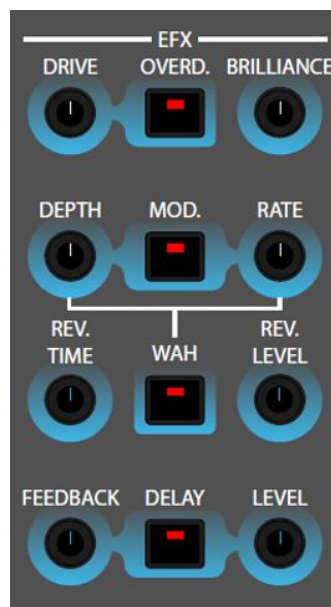 EFX
DRIVE OVERD. BRILLIANCE
DEPTH MOD. RATE
REV. REV.
TIME WAH LEVEL
FEEDBACK DELAY LEVEL